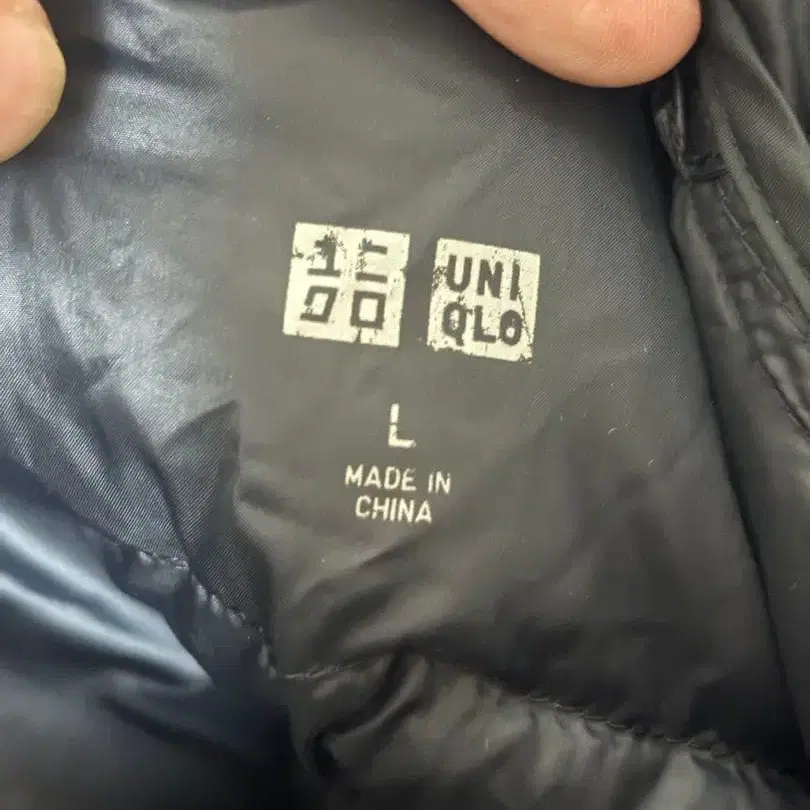 ユニ
クロ
UNI
QLO
L
MADE IN
CHINA